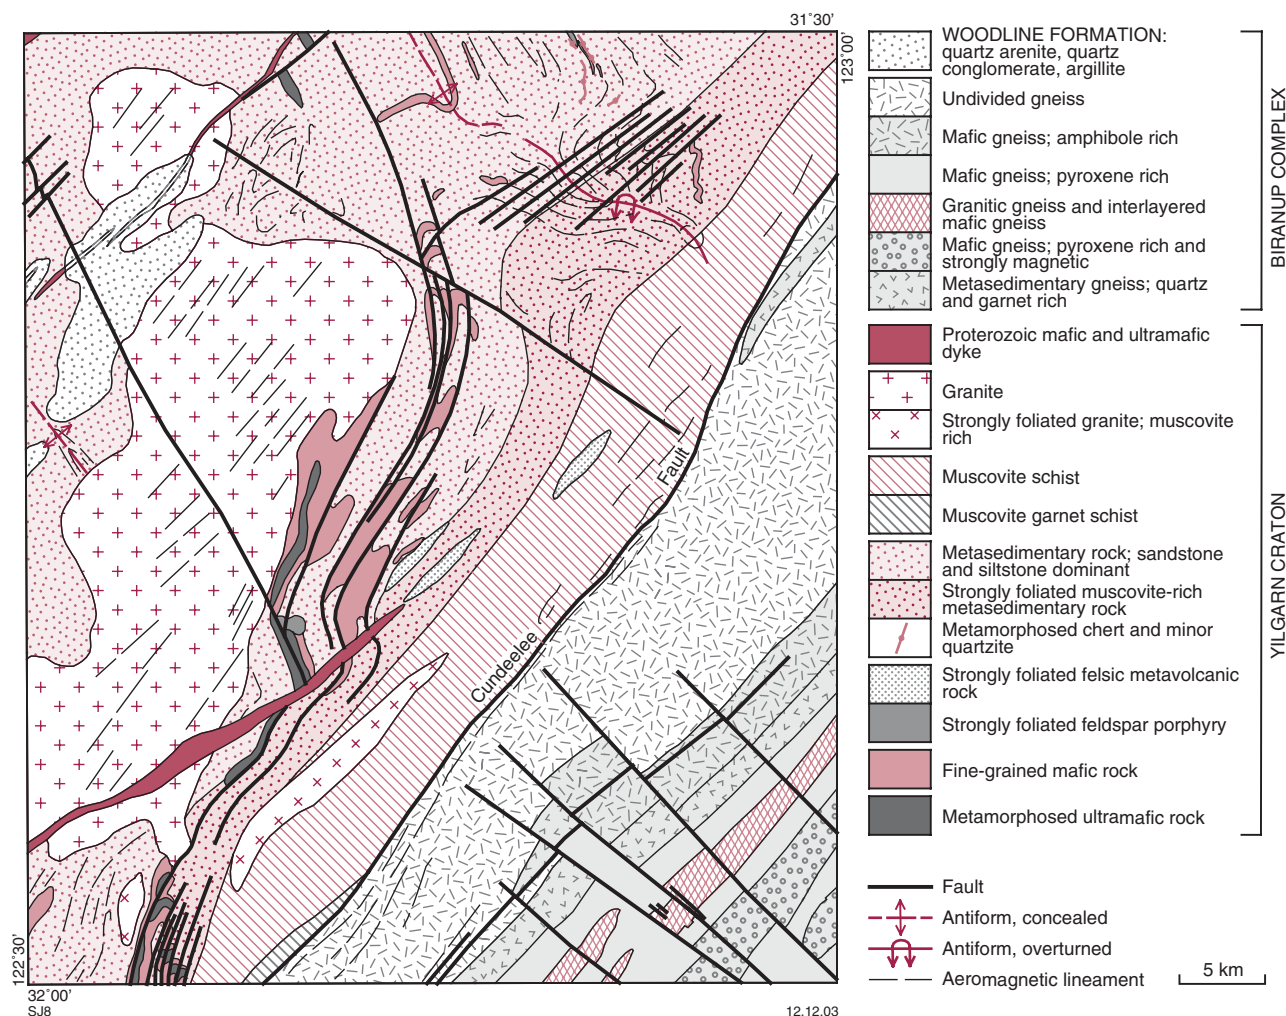 31°30'
123°00'
Fault
Cundeelee
122°30'
32°00'
SJ8
12.12.03
WOODLINE FORMATION:
quartz arenite, quartz
conglomerate, argillite
Undivided gneiss
Mafic gneiss; amphibole rich
Mafic gneiss; pyroxene rich
Granitic gneiss and interlayered
mafic gneiss
Mafic gneiss; pyroxene rich and
strongly magnetic
Metasedimentary gneiss; quartz
and garnet rich
BIRANUP COMPLEX
Proterozoic mafic and ultramafic
dyke
Granite
Strongly foliated granite; muscovite
rich
Muscovite schist
Muscovite garnet schist
Metasedimentary rock; sandstone
and siltstone dominant
Strongly foliated muscovite-rich
metasedimentary rock
Metamorphosed chert and minor
quartzite
Strongly foliated felsic metavolcanic
rock
Strongly foliated feldspar porphyry
Fine-grained mafic rock
Metamorphosed ultramafic rock
YILGARN CRATON
Fault
Antiform, concealed
Antiform, overturned
Aeromagnetic lineament
5 km